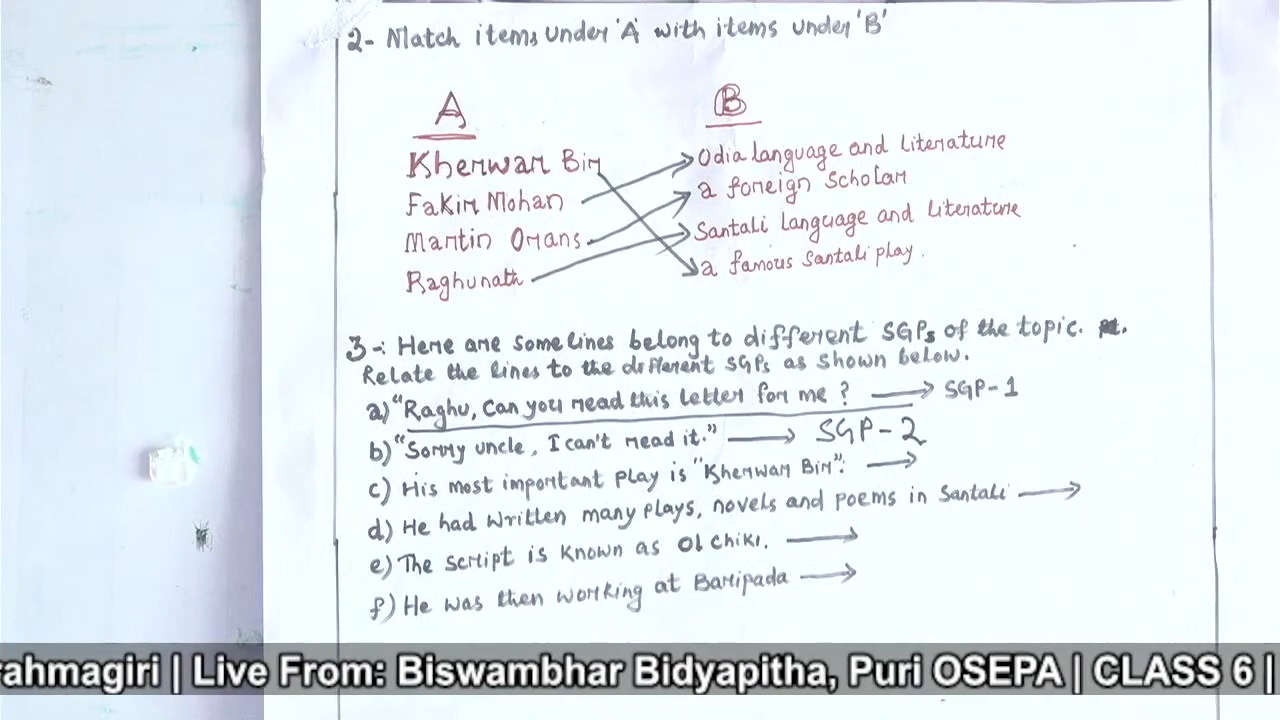 2- Match items under 'A' with items under 'B'
A
B
Kherwar Bir
Odia language and literature
Fakir Mohan
a foreign scholar
Martin Orans
Santali language and literature
Raghunath
a famous santali play.
3-: Here are some lines belong to different SGPs of the topic.
Relate the lines to the different SGPs as shown below.
a) "Raghu, can you read this letter for me ? → SGP-1
b) "Sorry uncle, I can't read it." → SGP-2
c) His most important play is "Kherwar Bir". →
d) He had written many plays, novels and poems in Santali →
e) The script is known as Ol chiki. →
f) He was then working at Baripada →
rahmagiri | Live From: Biswambhar Bidyapitha, Puri OSEPA | CLASS 6 |